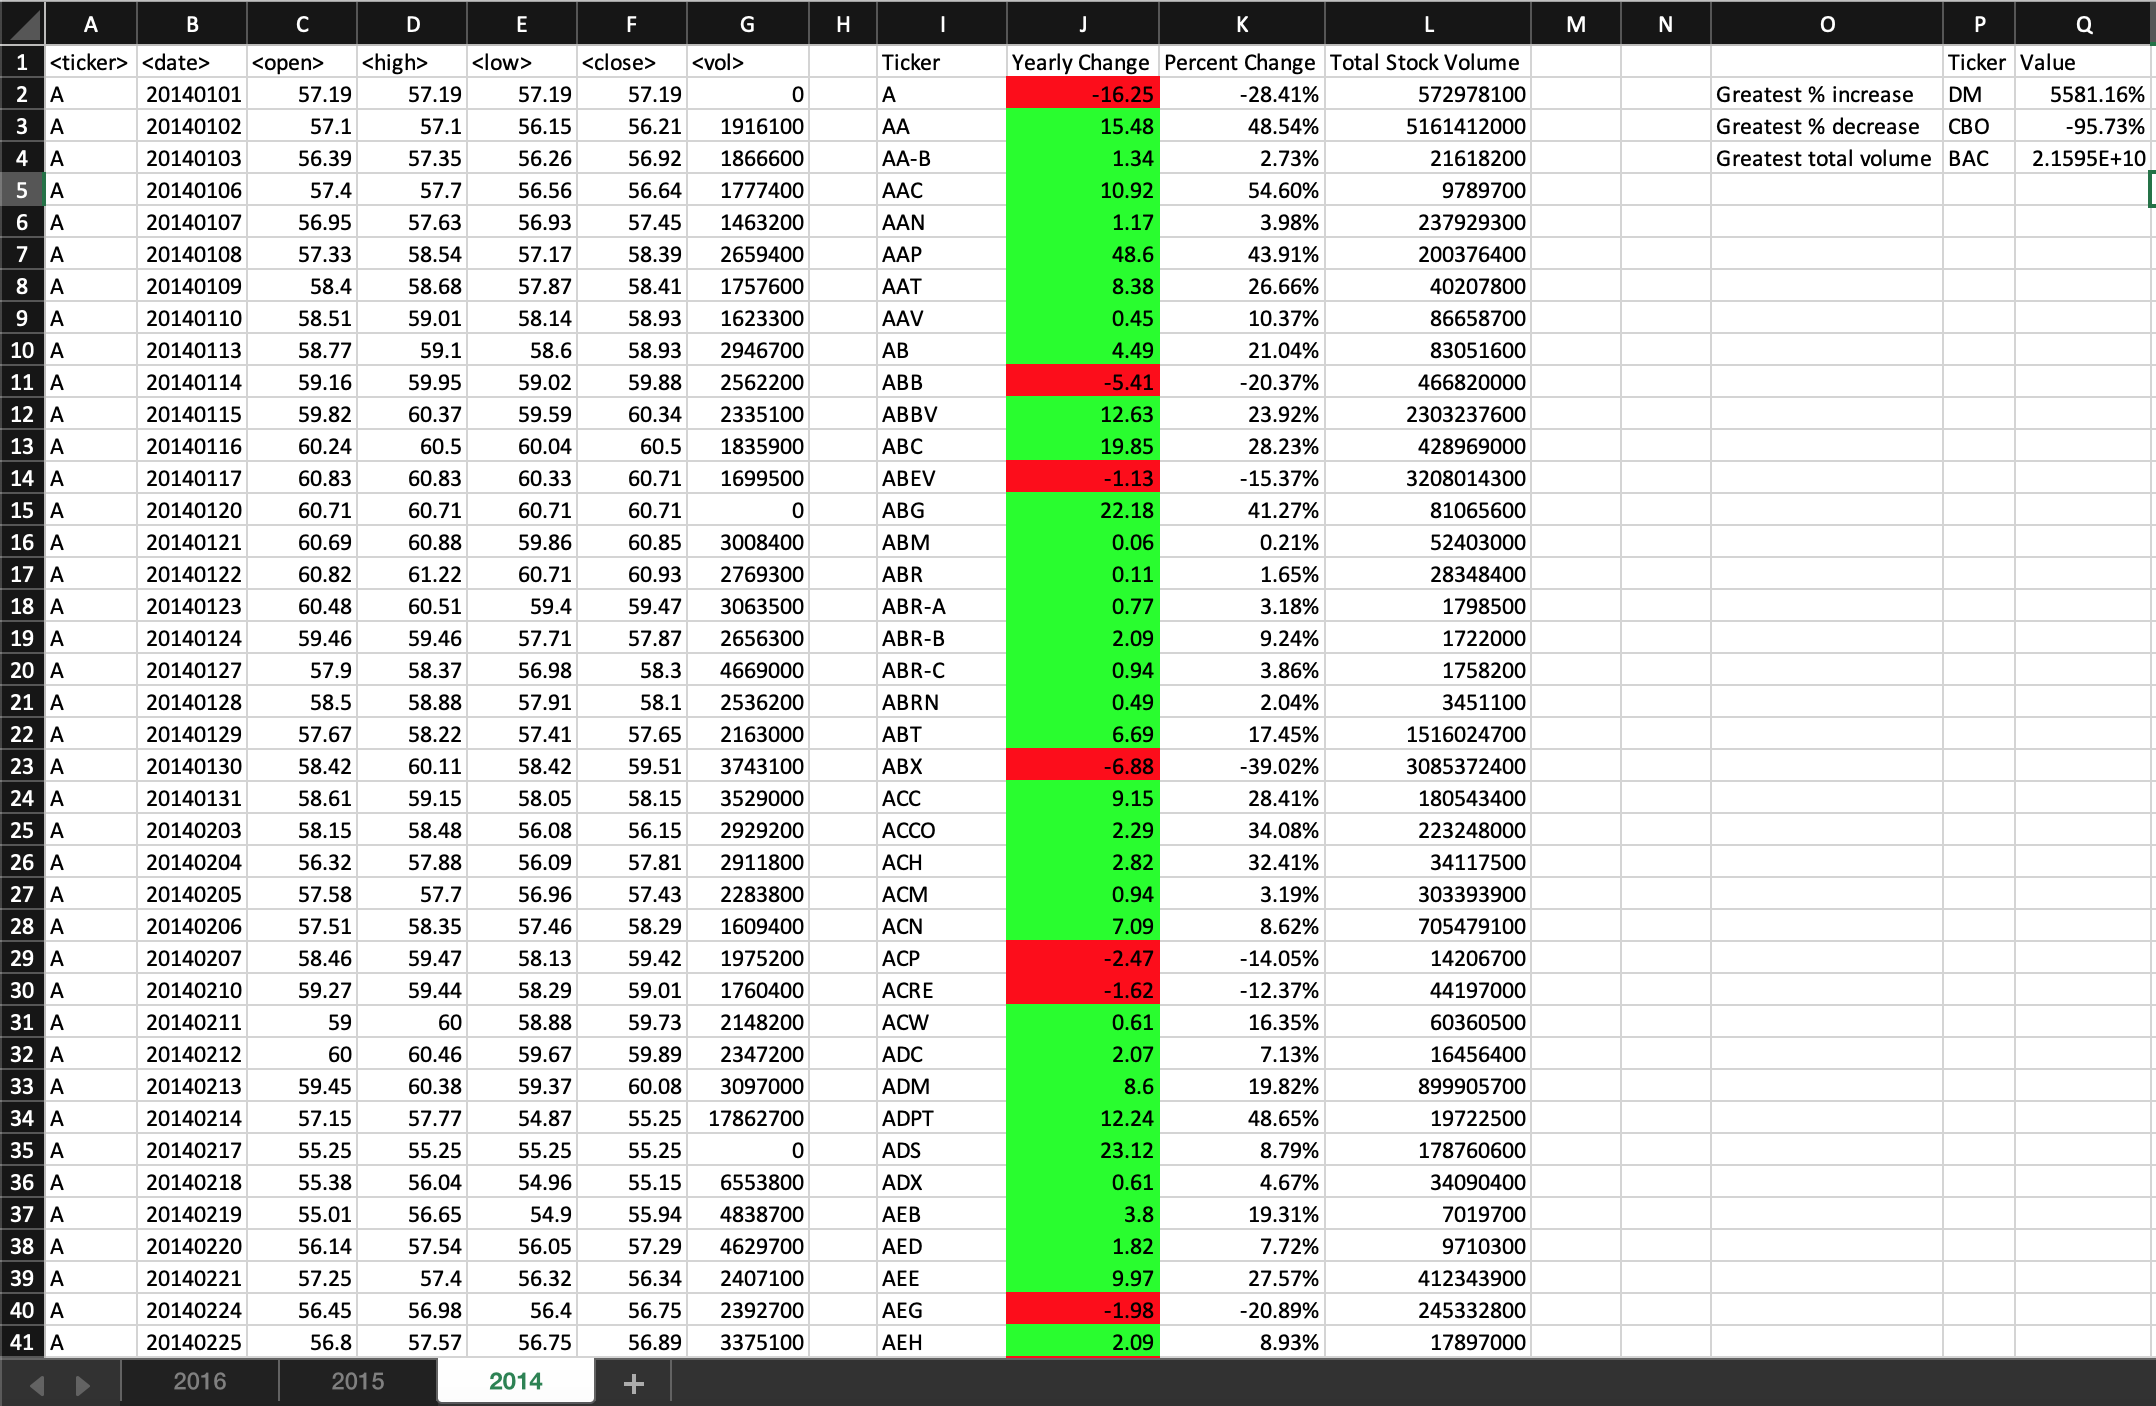 A B C D E F G H I J K L M N O P Q
1 <ticker> <date> <open> <high> <low> <close> <vol> Ticker Yearly Change Percent Change Total Stock Volume Ticker Value
2 A 20140101 57.19 57.19 57.19 57.19 0 A -16.25 -28.41% 572978100 Greatest % increase DM 5581.16%
3 A 20140102 57.1 57.1 56.15 56.21 1916100 AA 15.48 48.54% 5161412000 Greatest % decrease CBO -95.73%
4 A 20140103 56.39 57.35 56.26 56.92 1866600 AA-B 1.34 2.73% 21618200 Greatest total volume BAC 2.1595E+10
5 A 20140106 57.4 57.7 56.56 56.64 1777400 AAC 10.92 54.60% 9789700
6 A 20140107 56.95 57.63 56.93 57.45 1463200 AAN 1.17 3.98% 237929300
7 A 20140108 57.33 58.54 57.17 58.39 2659400 AAP 48.6 43.91% 200376400
8 A 20140109 58.4 58.68 57.87 58.41 1757600 AAT 8.38 26.66% 40207800
9 A 20140110 58.51 59.01 58.14 58.93 1623300 AAV 0.45 10.37% 86658700
10 A 20140113 58.77 59.1 58.6 58.93 2946700 AB 4.49 21.04% 83051600
11 A 20140114 59.16 59.95 59.02 59.88 2562200 ABB -5.41 -20.37% 466820000
12 A 20140115 59.82 60.37 59.59 60.34 2335100 ABBV 12.63 23.92% 2303237600
13 A 20140116 60.24 60.5 60.04 60.5 1835900 ABC 19.85 28.23% 428969000
14 A 20140117 60.83 60.83 60.33 60.71 1699500 ABEV -1.13 -15.37% 3208014300
15 A 20140120 60.71 60.71 60.71 60.71 0 ABG 22.18 41.27% 81065600
16 A 20140121 60.69 60.88 59.86 60.85 3008400 ABM 0.06 0.21% 52403000
17 A 20140122 60.82 61.22 60.71 60.93 2769300 ABR 0.11 1.65% 28348400
18 A 20140123 60.48 60.51 59.4 59.47 3063500 ABR-A 0.77 3.18% 1798500
19 A 20140124 59.46 59.46 57.71 57.87 2656300 ABR-B 2.09 9.24% 1722000
20 A 20140127 57.9 58.37 56.98 58.3 4669000 ABR-C 0.94 3.86% 1758200
21 A 20140128 58.5 58.88 57.91 58.1 2536200 ABRN 0.49 2.04% 3451100
22 A 20140129 57.67 58.22 57.41 57.65 2163000 ABT 6.69 17.45% 1516024700
23 A 20140130 58.42 60.11 58.42 59.51 3743100 ABX -6.88 -39.02% 3085372400
24 A 20140131 58.61 59.15 58.05 58.15 3529000 ACC 9.15 28.41% 180543400
25 A 20140203 58.15 58.48 56.08 56.15 2929200 ACCO 2.29 34.08% 223248000
26 A 20140204 56.32 57.88 56.09 57.81 2911800 ACH 2.82 32.41% 34117500
27 A 20140205 57.58 57.7 56.96 57.43 2283800 ACM 0.94 3.19% 303393900
28 A 20140206 57.51 58.35 57.46 58.29 1609400 ACN 7.09 8.62% 705479100
29 A 20140207 58.46 59.47 58.13 59.42 1975200 ACP -2.47 -14.05% 14206700
30 A 20140210 59.27 59.44 58.29 59.01 1760400 ACRE -1.62 -12.37% 44197000
31 A 20140211 59 60 58.88 59.73 2148200 ACW 0.61 16.35% 60360500
32 A 20140212 60 60.46 59.67 59.89 2347200 ADC 2.07 7.13% 16456400
33 A 20140213 59.45 60.38 59.37 60.08 3097000 ADM 8.6 19.82% 899905700
34 A 20140214 57.15 57.77 54.87 55.25 17862700 ADPT 12.24 48.65% 19722500
35 A 20140217 55.25 55.25 55.25 55.25 0 ADS 23.12 8.79% 178760600
36 A 20140218 55.38 56.04 54.96 55.15 6553800 ADX 0.61 4.67% 34090400
37 A 20140219 55.01 56.65 54.9 55.94 4838700 AEB 3.8 19.31% 7019700
38 A 20140220 56.14 57.54 56.05 57.29 4629700 AED 1.82 7.72% 9710300
39 A 20140221 57.25 57.4 56.32 56.34 2407100 AEE 9.97 27.57% 412343900
40 A 20140224 56.45 56.98 56.4 56.75 2392700 AEG -1.98 -20.89% 245332800
41 A 20140225 56.8 57.57 56.75 56.89 3375100 AEH 2.09 8.93% 17897000
2016 2015 2014 +